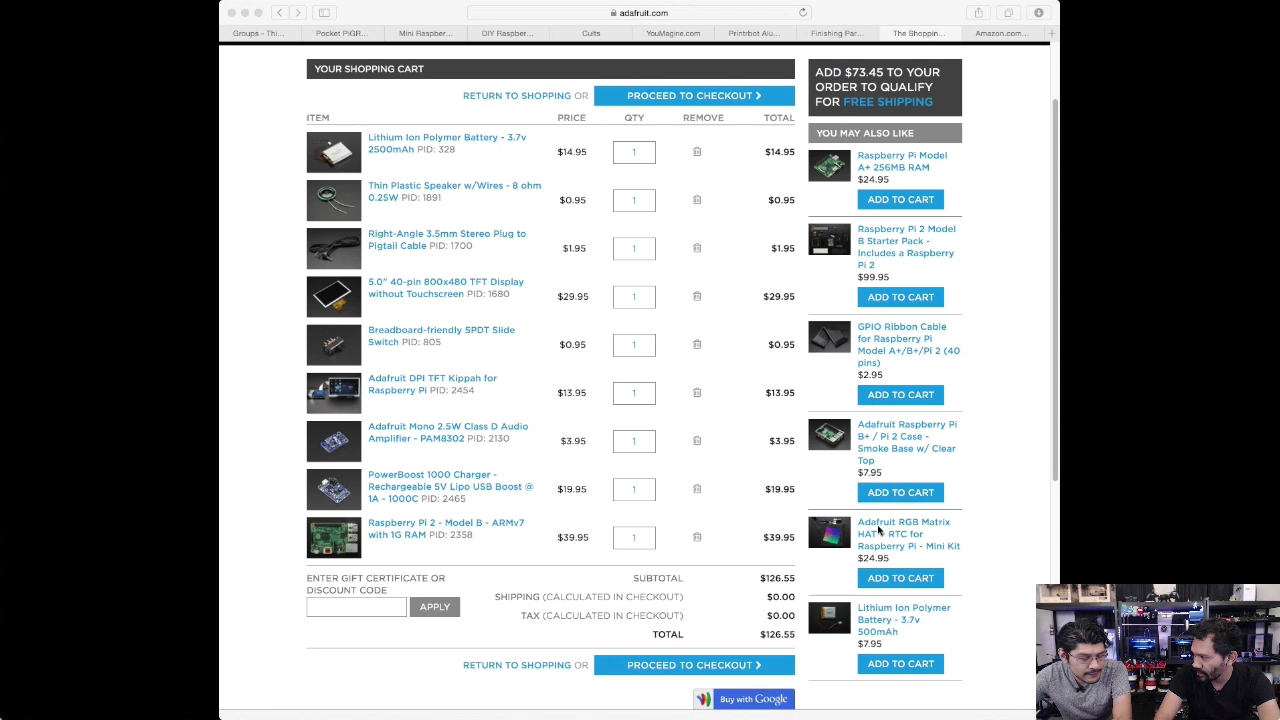 adafruit.com
Groups - Thi...
Pocket PiGR...
Mini Raspber...
DIY Raspber...
Cults
YouMagine.com
Printrbot Alu...
Finishing Par...
The Shoppin...
Amazon.com...
YOUR SHOPPING CART
RETURN TO SHOPPING OR
PROCEED TO CHECKOUT
ITEM PRICE QTY REMOVE TOTAL
Lithium Ion Polymer Battery - 3.7v
2500mAh PID: 328
$14.95 1 $14.95
Thin Plastic Speaker w/Wires - 8 ohm
0.25W PID: 1891
$0.95 1 $0.95
Right-Angle 3.5mm Stereo Plug to
Pigtail Cable PID: 1700
$1.95 1 $1.95
5.0" 40-pin 800x480 TFT Display
without Touchscreen PID: 1680
$29.95 1 $29.95
Breadboard-friendly SPDT Slide
Switch PID: 805
$0.95 1 $0.95
Adafruit DPI TFT Kippah for
Raspberry Pi PID: 2454
$13.95 1 $13.95
Adafruit Mono 2.5W Class D Audio
Amplifier - PAM8302 PID: 2130
$3.95 1 $3.95
PowerBoost 1000 Charger -
Rechargeable 5V Lipo USB Boost @
1A - 1000C PID: 2465
$19.95 1 $19.95
Raspberry Pi 2 - Model B - ARMv7
with 1G RAM PID: 2358
$39.95 1 $39.95
ENTER GIFT CERTIFICATE OR
DISCOUNT CODE
APPLY
SUBTOTAL $126.55
SHIPPING (CALCULATED IN CHECKOUT) $0.00
TAX (CALCULATED IN CHECKOUT) $0.00
TOTAL $126.55
RETURN TO SHOPPING OR
PROCEED TO CHECKOUT
Buy with Google
ADD $73.45 TO YOUR
ORDER TO QUALIFY
FOR FREE SHIPPING
YOU MAY ALSO LIKE
Raspberry Pi Model
A+ 256MB RAM
$24.95
ADD TO CART
Raspberry Pi 2 Model
B Starter Pack -
Includes a Raspberry
Pi 2
$99.95
ADD TO CART
GPIO Ribbon Cable
for Raspberry Pi
Model A+/B+/Pi 2 (40
pins)
$2.95
ADD TO CART
Adafruit Raspberry Pi
B+ / Pi 2 Case -
Smoke Base w/ Clear
Top
$7.95
ADD TO CART
Adafruit RGB Matrix
HAT + RTC for
Raspberry Pi - Mini Kit
$24.95
ADD TO CART
Lithium Ion Polymer
Battery - 3.7v
500mAh
$7.95
ADD TO CART